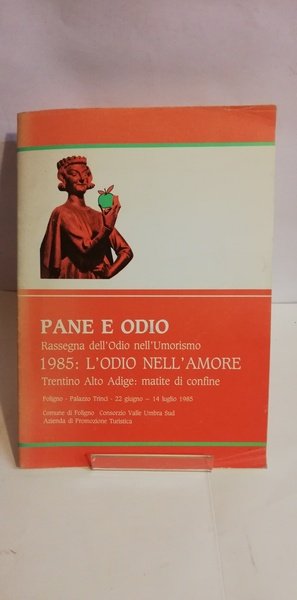 PANE E ODIO
Rassegna dell'Odio nell'Umorismo
1985: L'ODIO NELL'AMORE
Trentino Alto Adige: matite di confine
Foligno - Palazzo Trinci - 22 giugno – 14 luglio 1985
Comune di Foligno Consorzio Valle Umbra Sud
Azienda di Promozione Turistica